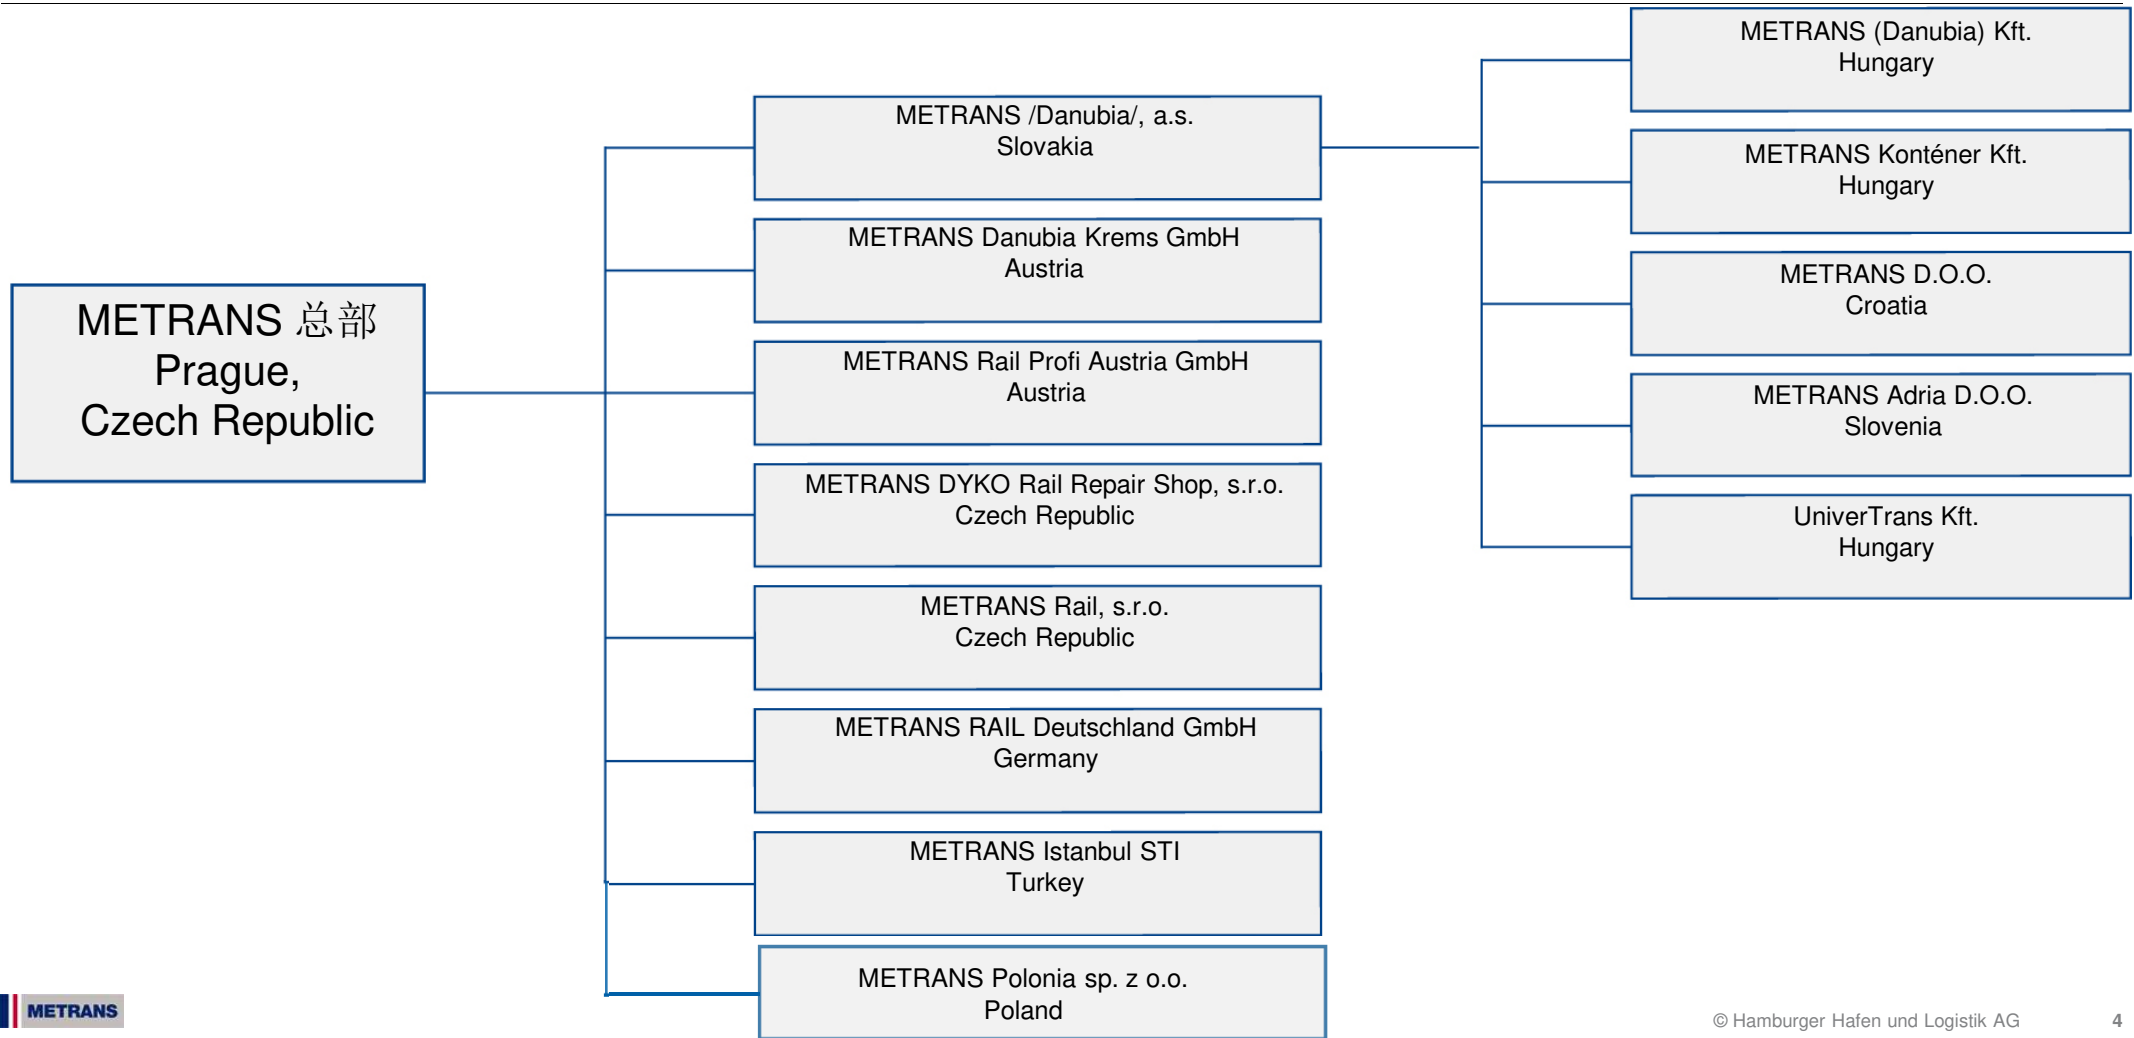 METRANS 总部
Prague,
Czech Republic
METRANS /Danubia/, a.s.
Slovakia
METRANS Danubia Krems GmbH
Austria
METRANS Rail Profi Austria GmbH
Austria
METRANS DYKO Rail Repair Shop, s.r.o.
Czech Republic
METRANS Rail, s.r.o.
Czech Republic
METRANS RAIL Deutschland GmbH
Germany
METRANS Istanbul STI
Turkey
METRANS Polonia sp. z o.o.
Poland
METRANS (Danubia) Kft.
Hungary
METRANS Konténer Kft.
Hungary
METRANS D.O.O.
Croatia
METRANS Adria D.O.O.
Slovenia
UniverTrans Kft.
Hungary
METRANS
© Hamburger Hafen und Logistik AG 4